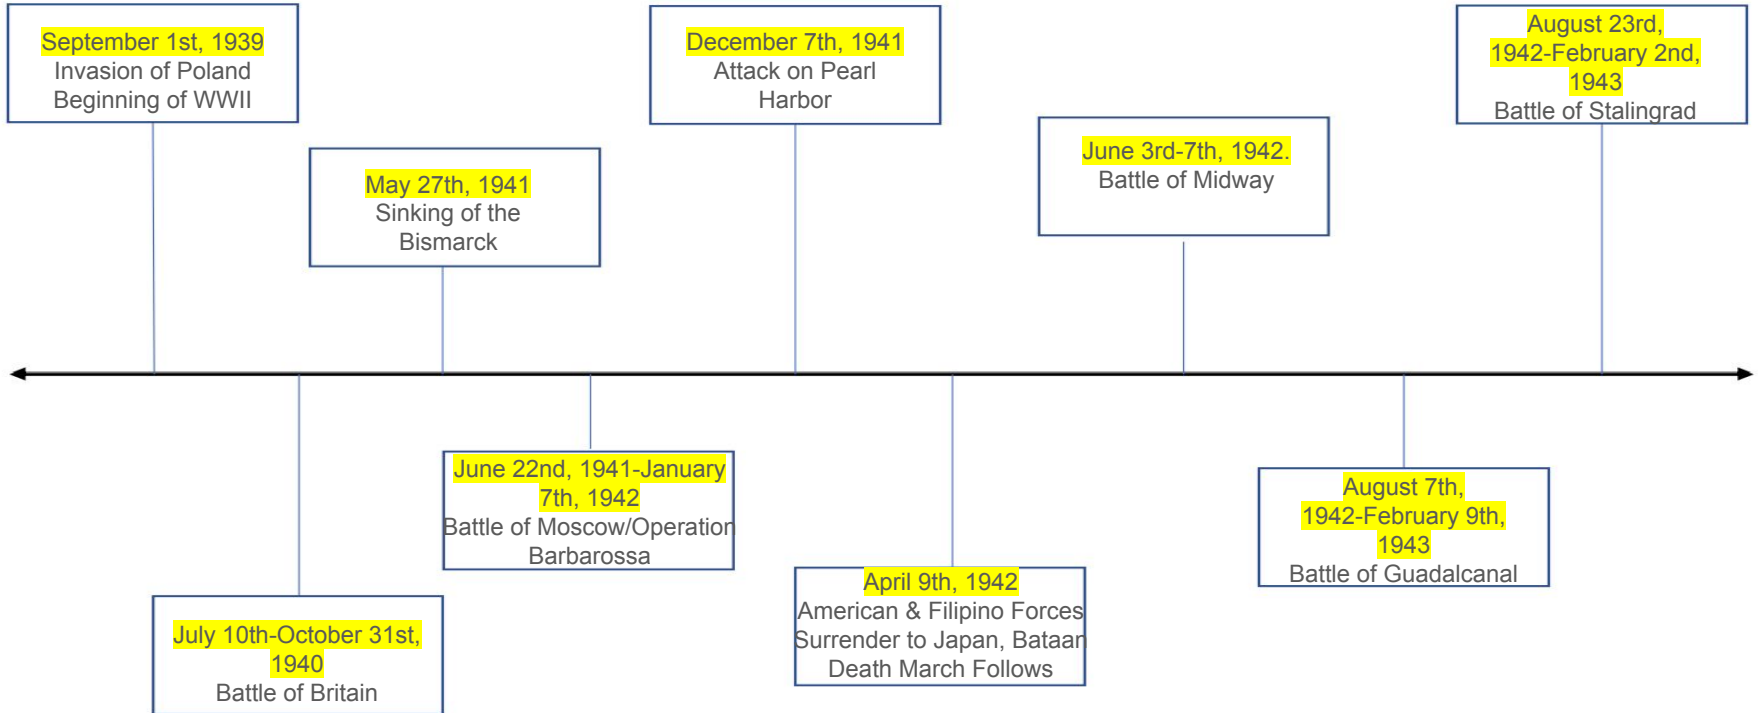 September 1st, 1939
Invasion of Poland
Beginning of WWII
July 10th-October 31st,
1940
Battle of Britain
May 27th, 1941
Sinking of the
Bismarck
June 22nd, 1941-January
7th, 1942
Battle of Moscow/Operation
Barbarossa
December 7th, 1941
Attack on Pearl
Harbor
April 9th, 1942
American & Filipino Forces
Surrender to Japan, Bataan
Death March Follows
June 3rd-7th, 1942.
Battle of Midway
August 7th,
1942-February 9th,
1943
Battle of Guadalcanal
August 23rd,
1942-February 2nd,
1943
Battle of Stalingrad